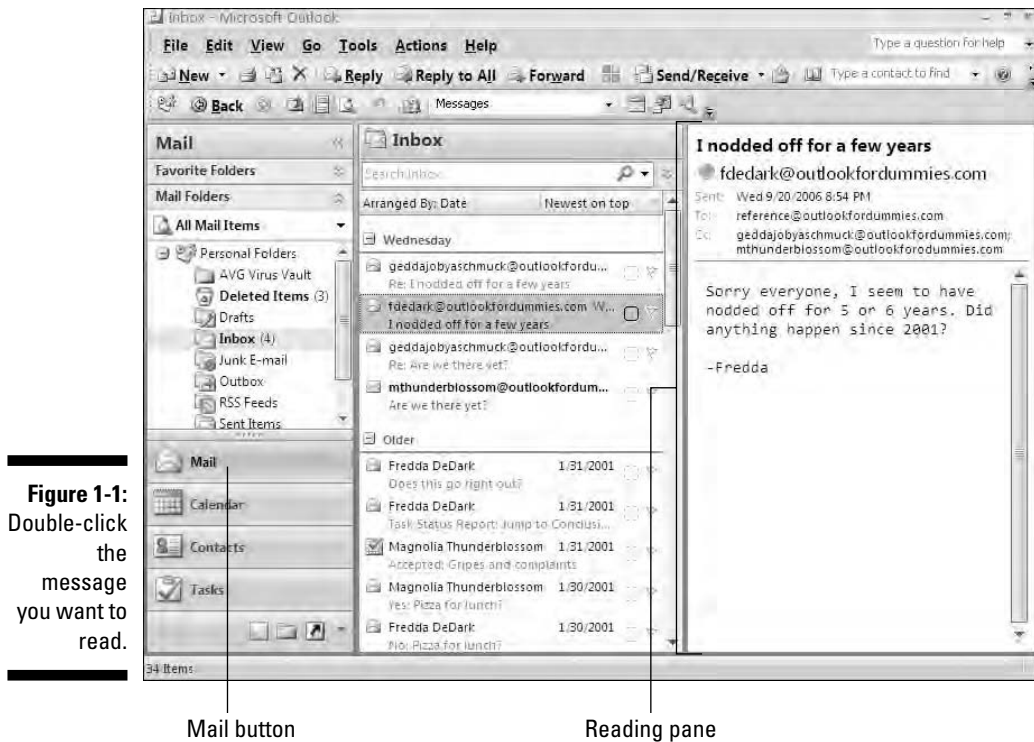 Inbox - Microsoft Outlook
File Edit View Go Tools Actions Help
Type a question for help
New Reply Reply to All Forward Send/Receive Type a contact to find
Back Messages
Mail
Favorite Folders
Mail Folders
All Mail Items
Personal Folders
AVG Virus Vault
Deleted Items (3)
Drafts
Inbox (4)
Junk E-mail
Outbox
RSS Feeds
Sent Items
Mail
Calendar
Contacts
Tasks
34 Items
Inbox
Search Inbox
Arranged By: Date Newest on top
Wednesday
geddajobyaschmuck@outlookfordu...
Re: I nodded off for a few years
fdedark@outlookfordummies.com W...
I nodded off for a few years
geddajobyaschmuck@outlookfordu...
Re: Are we there yet?
mthunderblossom@outlookfordum...
Are we there yet?
Older
Fredda DeDark 1/31/2001
Does this go right out?
Fredda DeDark 1/31/2001
Task Status Report: Jump to Conclusi...
Magnolia Thunderblossom 1/31/2001
Accepted: Gripes and complaints
Magnolia Thunderblossom 1/30/2001
Yes: Pizza for lunch?
Fredda DeDark 1/30/2001
No: Pizza for lunch?
I nodded off for a few years
fdedark@outlookfordummies.com
Sent: Wed 9/20/2006 8:54 PM
To: reference@outlookfordummies.com
Cc: geddajobyaschmuck@outlookfordummies.com;
mthunderblossom@outlookforodummies.com
Sorry everyone, I seem to have
nodded off for 5 or 6 years. Did
anything happen since 2001?
-Fredda
Figure 1-1:
Double-click
the
message
you want to
read.
Mail button
Reading pane